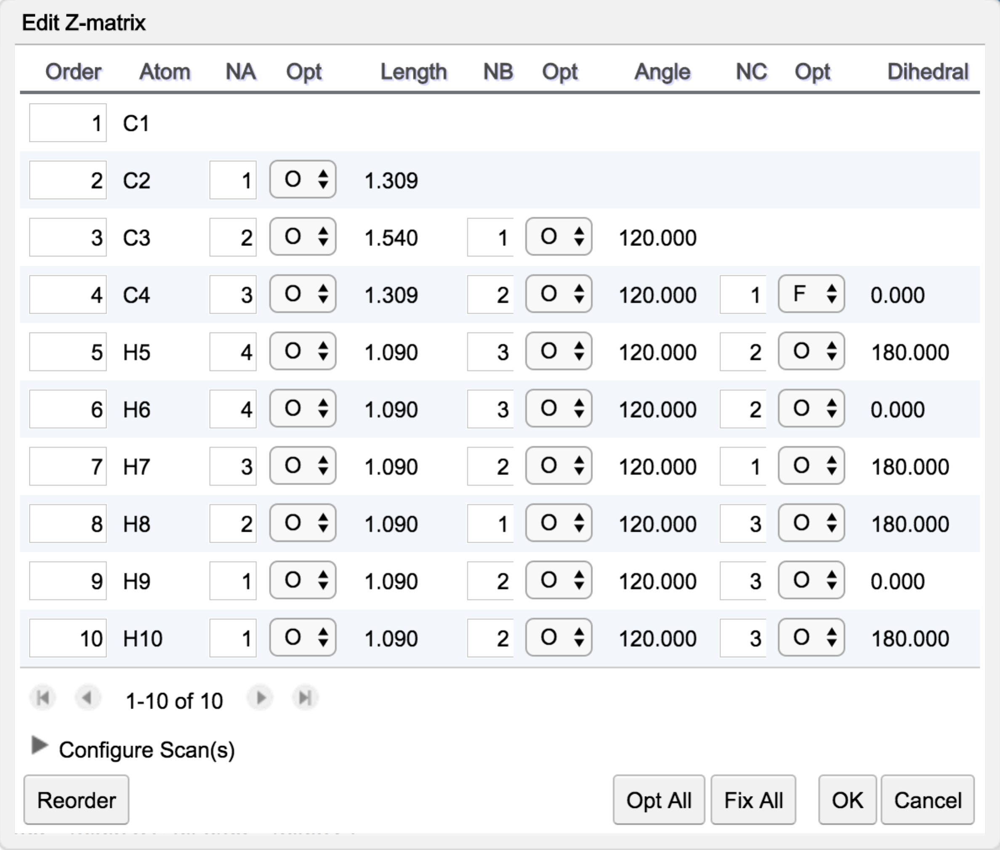 Edit Z-matrix
Order Atom NA Opt Length NB Opt Angle NC Opt Dihedral
1 C1
2 C2 1 O 1.309
3 C3 2 O 1.540 1 O 120.000
4 C4 3 O 1.309 2 O 120.000 1 F 0.000
5 H5 4 O 1.090 3 O 120.000 2 O 180.000
6 H6 4 O 1.090 3 O 120.000 2 O 0.000
7 H7 3 O 1.090 2 O 120.000 1 O 180.000
8 H8 2 O 1.090 1 O 120.000 3 O 180.000
9 H9 1 O 1.090 2 O 120.000 3 O 0.000
10 H10 1 O 1.090 2 O 120.000 3 O 180.000
1-10 of 10
Configure Scan(s)
Reorder Opt All Fix All OK Cancel